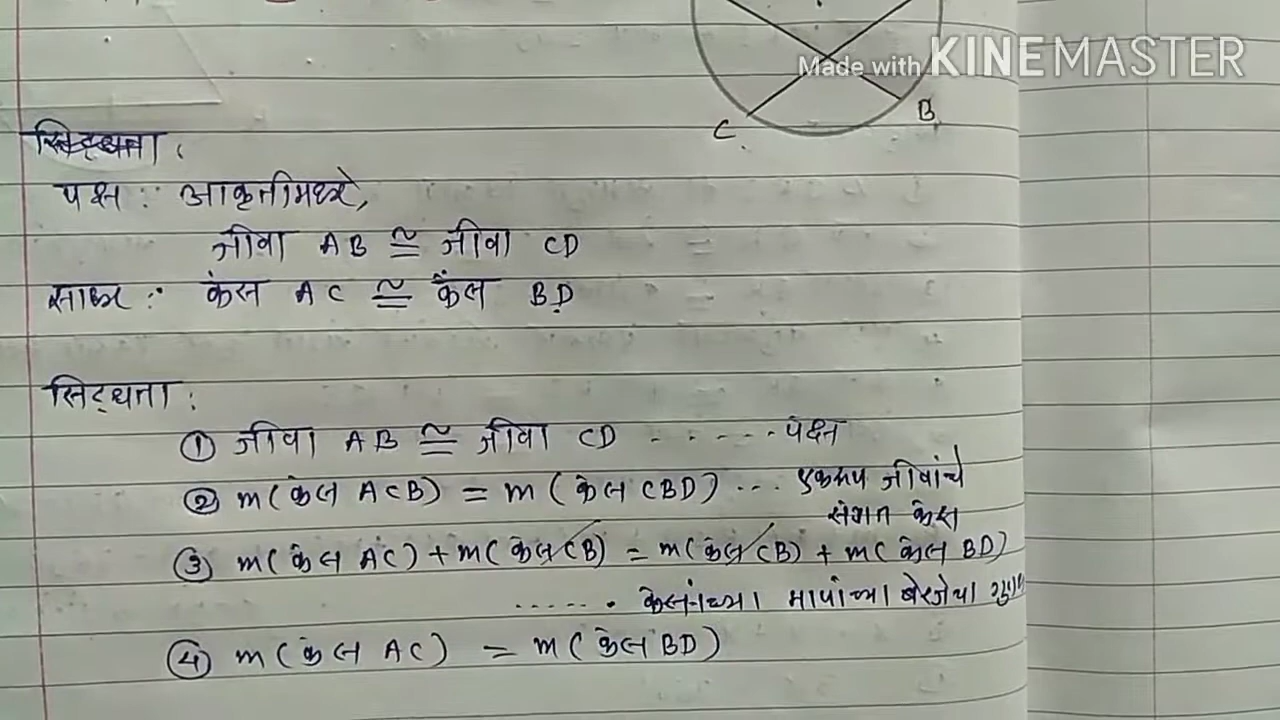 Made with KINEMASTER
C B
सिद्धता :
पक्ष : आकृतीमध्ये,
जीवा AB ≅ जीवा CD
साध्य : कंस AC ≅ कंस BD
सिद्धता :
① जीवा AB ≅ जीवा CD ...... पक्ष
② m(कंस ACB) = m(कंस CBD) ... एकरूप जीवांचे
संगत कंस
③ m(कंस AC) + m(कंस CB) = m(कंस CB) + m(कंस BD)
...... कंसांच्या मापांच्या बेरजेचा
④ m(कंस AC) = m(कंस BD)